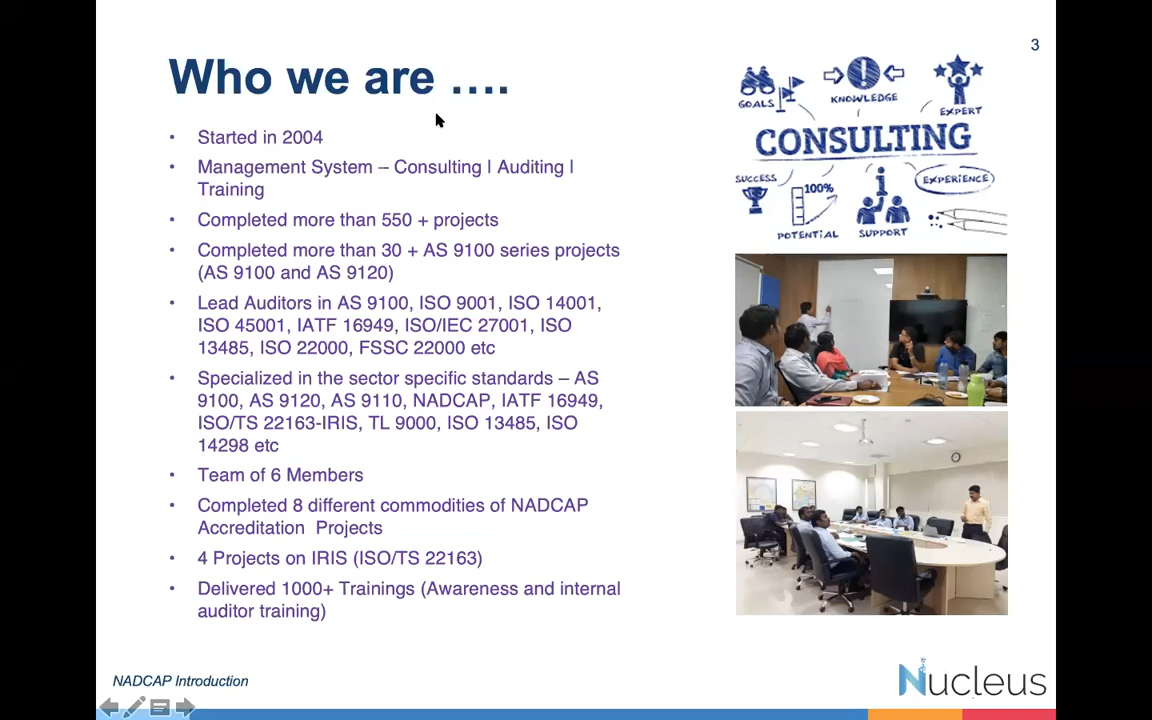 3
Who we are ....
• Started in 2004
• Management System – Consulting I Auditing I
Training
• Completed more than 550 + projects
• Completed more than 30 + AS 9100 series projects
(AS 9100 and AS 9120)
• Lead Auditors in AS 9100, ISO 9001, ISO 14001,
ISO 45001, IATF 16949, ISO/IEC 27001, ISO
13485, ISO 22000, FSSC 22000 etc
• Specialized in the sector specific standards – AS
9100, AS 9120, AS 9110, NADCAP, IATF 16949,
ISO/TS 22163-IRIS, TL 9000, ISO 13485, ISO
14298 etc
• Team of 6 Members
• Completed 8 different commodities of NADCAP
Accreditation Projects
• 4 Projects on IRIS (ISO/TS 22163)
• Delivered 1000+ Trainings (Awareness and internal
auditor training)
GOALS
KNOWLEDGE
EXPERT
CONSULTING
SUCCESS
100%
EXPERIENCE
POTENTIAL
SUPPORT
NADCAP Introduction
Nucleus